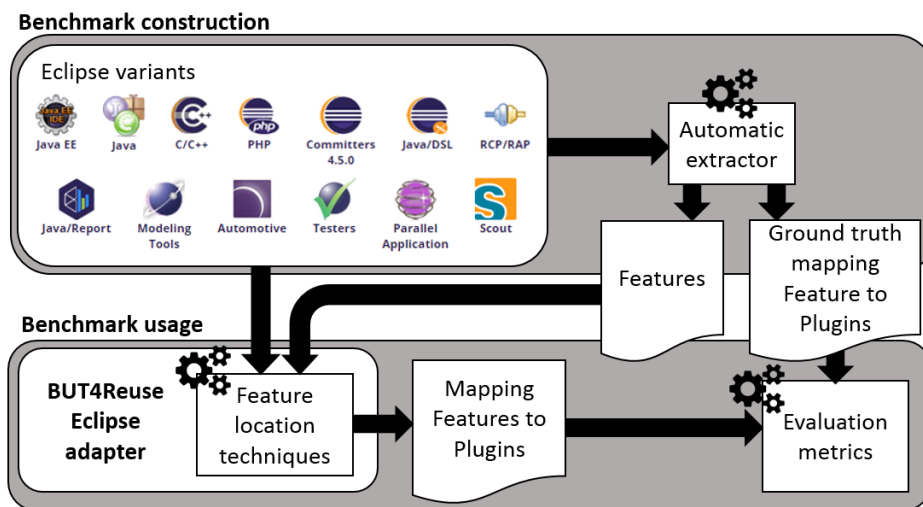 Benchmark construction
Eclipse variants
Java EE
IDE
C++
php
Java EE
Java
C/C++
PHP
Committers
4.5.0
Java/DSL
RCP/RAP
Java/Report
Modeling
Tools
Automotive
Testers
Parallel
Application
Scout
Automatic
extractor
Features
Ground truth
mapping
Feature to
Plugins
Benchmark usage
BUT4Reuse
Eclipse
adapter
Feature
location
techniques
Mapping
Features to
Plugins
Evaluation
metrics